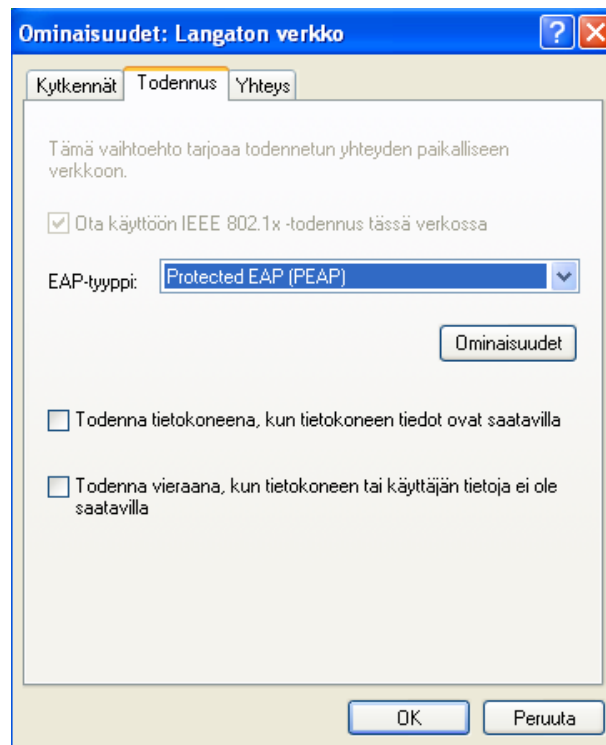 Ominaisuudet: Langaton verkko
Kytkennät Todennus Yhteys
Tämä vaihtoehto tarjoaa todennetun yhteyden paikalliseen
verkkoon.
Ota käyttöön IEEE 802.1x -todennus tässä verkossa
EAP-tyyppi: Protected EAP (PEAP)
Ominaisuudet
Todenna tietokoneena, kun tietokoneen tiedot ovat saatavilla
Todenna vieraana, kun tietokoneen tai käyttäjän tietoja ei ole
saatavilla
OK Peruuta